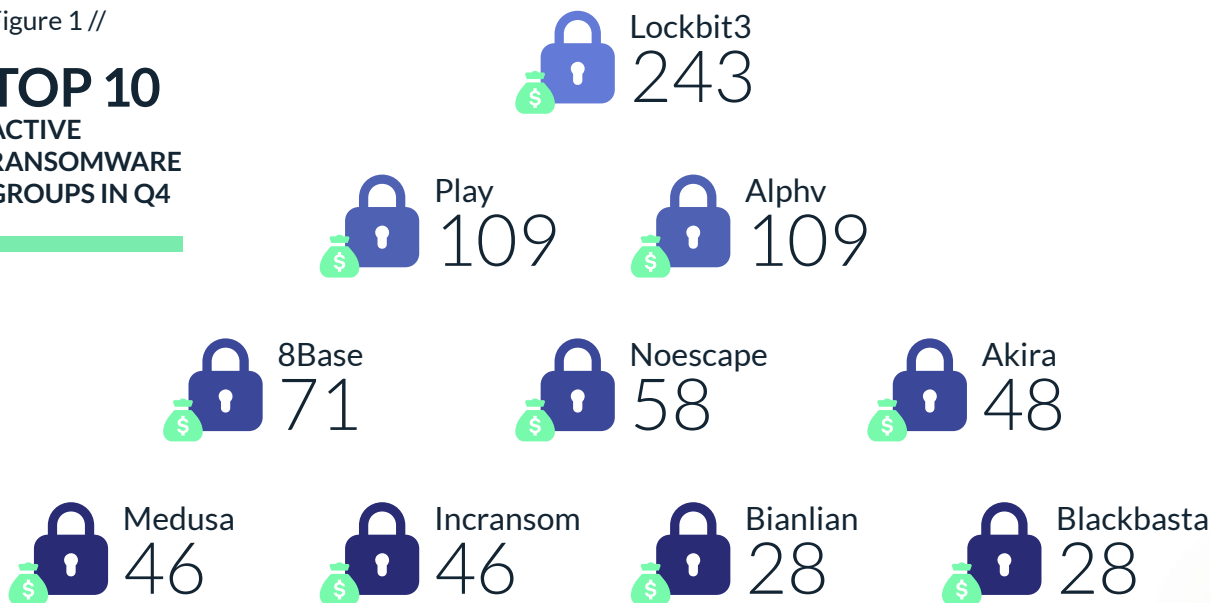 Figure 1 //
TOP 10
ACTIVE
RANSOMWARE
GROUPS IN Q4
Lockbit3
243
Play
109
Alphv
109
8Base
71
Noescape
58
Akira
48
Medusa
46
Incransom
46
Bianlian
28
Blackbasta
28